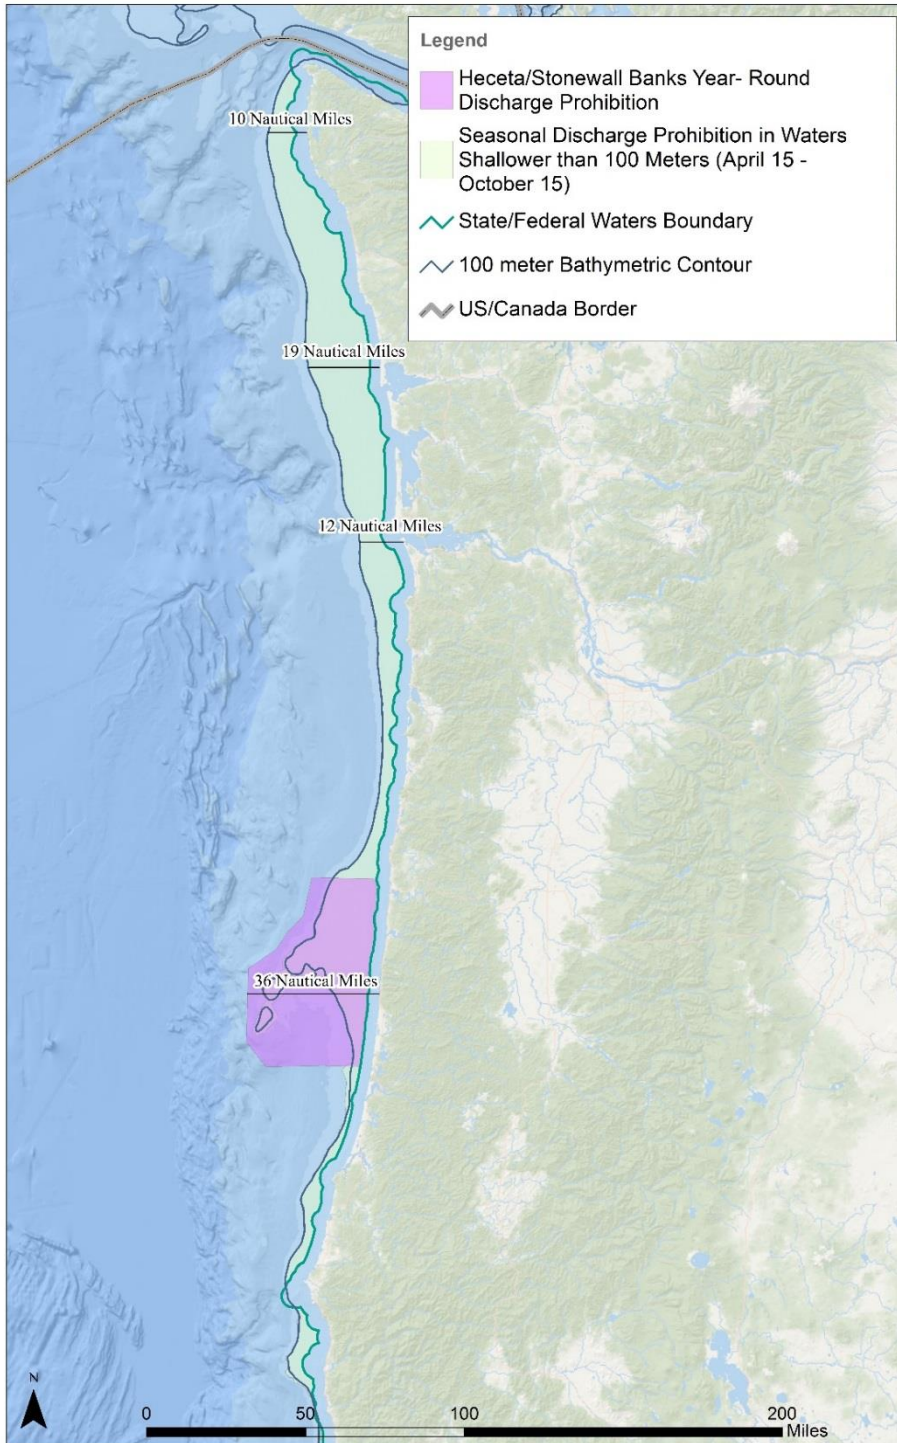 Legend
Heceta/Stonewall Banks Year- Round
Discharge Prohibition
Seasonal Discharge Prohibition in Waters
Shallower than 100 Meters (April 15 -
October 15)
State/Federal Waters Boundary
100 meter Bathymetric Contour
US/Canada Border
10 Nautical Miles
19 Nautical Miles
12 Nautical Miles
36 Nautical Miles
N
0 50 100 200
Miles